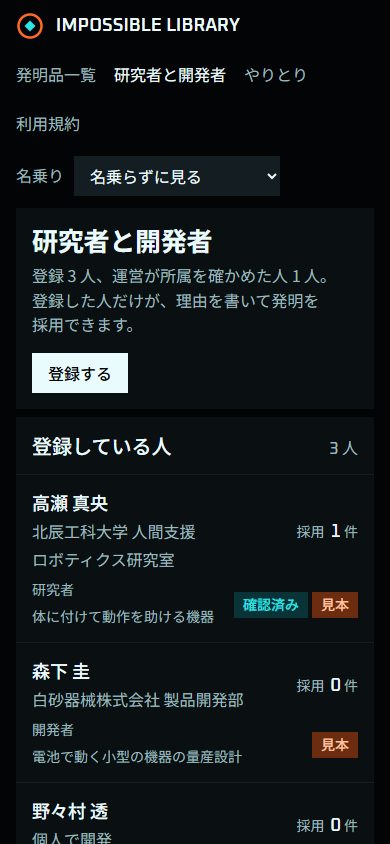 IMPOSSIBLE LIBRARY
発明品一覧 研究者と開発者 やりとり
利用規約
名乗り 名乗らずに見る
研究者と開発者
登録 3 人、運営が所属を確かめた人 1 人。
登録した人だけが、理由を書いて発明を
採用できます。
登録する
登録している人 3 人
高瀬 真央
北辰工科大学 人間支援
ロボティクス研究室
採用 1 件
研究者
体に付けて動作を助ける機器
確認済み 見本
森下 圭
白砂器械株式会社 製品開発部
採用 0 件
開発者
電池で動く小型の機器の量産設計
見本
野々村 透
個人で開発
採用 0 件